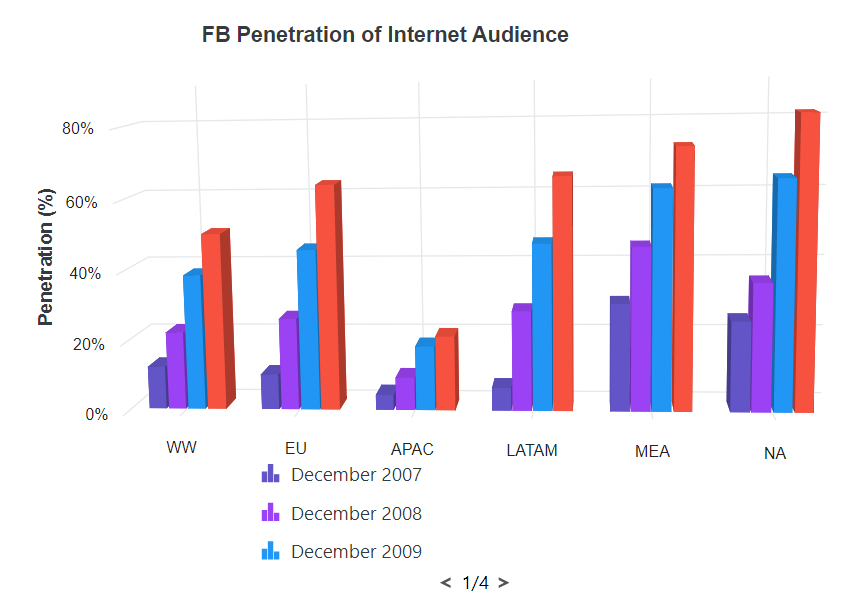 FB Penetration of Internet Audience
Penetration (%)
80%
60%
40%
20%
0%
WW EU APAC LATAM MEA NA
December 2007
December 2008
December 2009
< 1/4 >